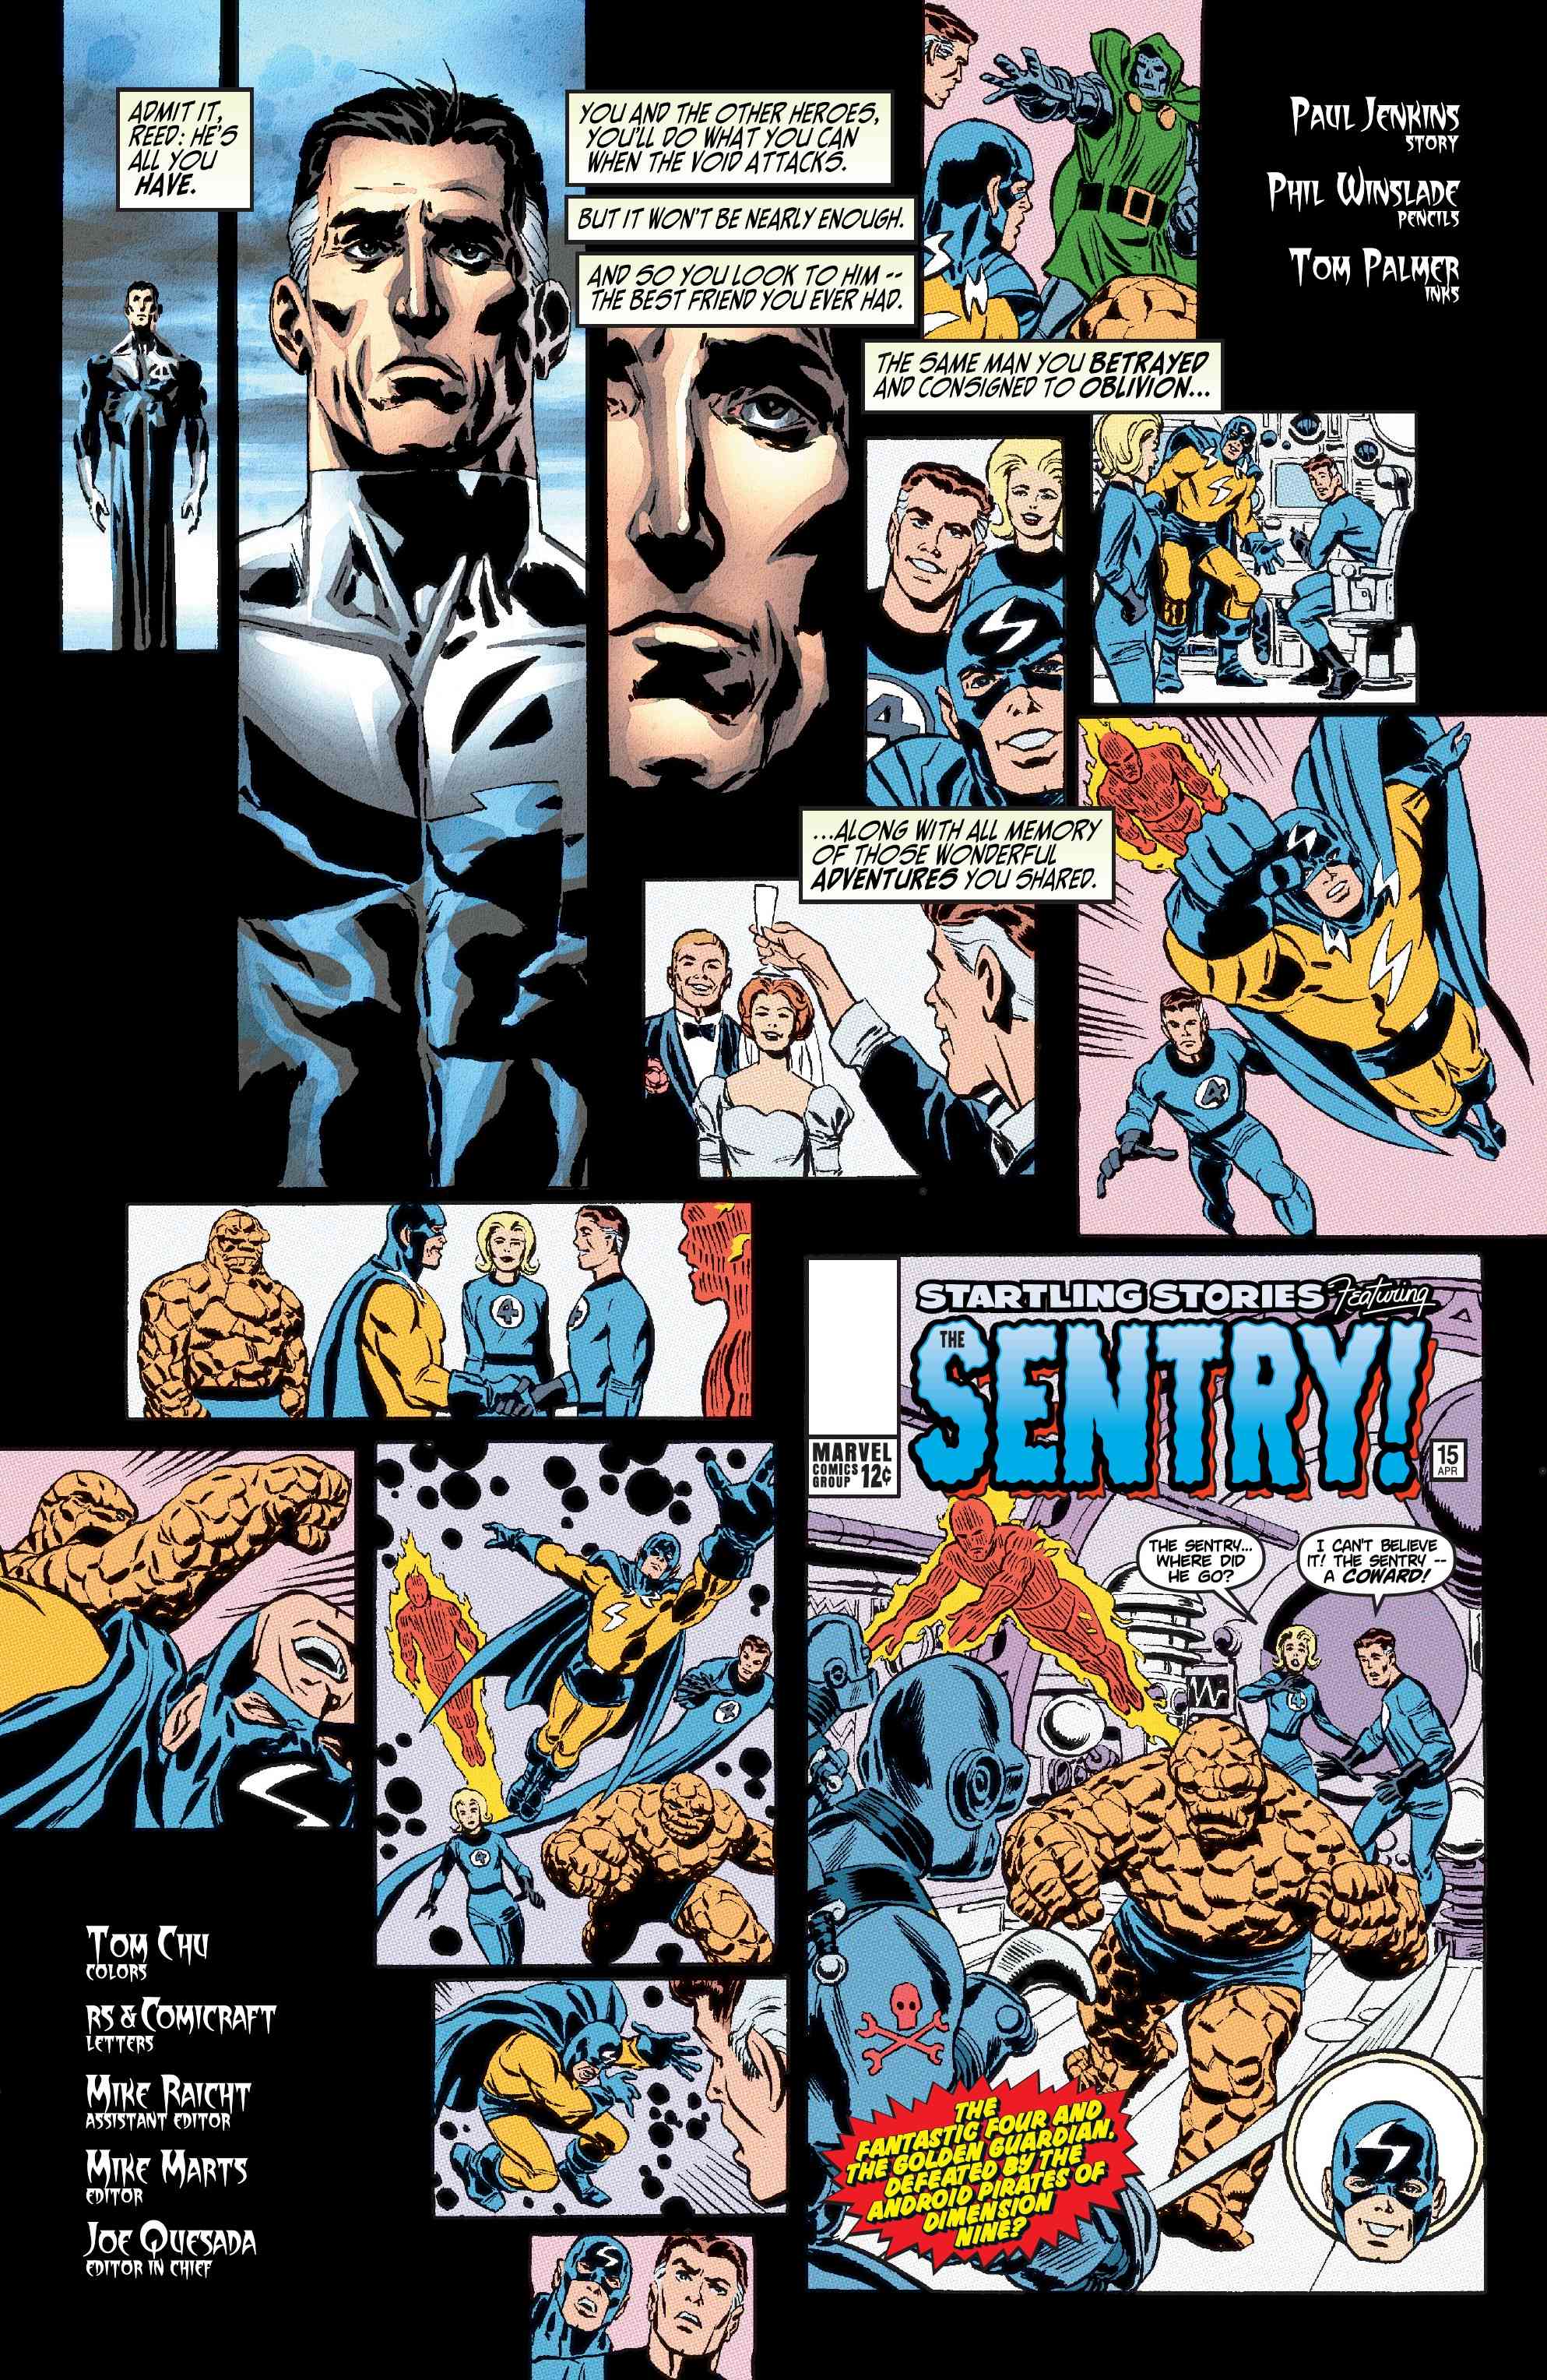 ADMIT IT,
REED: HE'S
ALL YOU
HAVE.
YOU AND THE OTHER HEROES,
YOU'LL DO WHAT YOU CAN
WHEN THE VOID ATTACKS.
BUT IT WON'T BE NEARLY ENOUGH.
AND SO YOU LOOK TO HIM --
THE BEST FRIEND YOU EVER HAD.
PAUL JENKINS
STORY
PHIL WINSLADE
PENCILS
TOM PALMER
INKS
THE SAME MAN YOU BETRAYED
AND CONSIGNED TO OBLIVION...
4
...ALONG WITH ALL MEMORY
OF THOSE WONDERFUL
ADVENTURES YOU SHARED.
4
4
STARTLING STORIES Featuring
THE
SENTRY!
MARVEL
COMICS
GROUP 12¢
15
APR
THE SENTRY...
WHERE DID
HE GO?
I CAN'T BELIEVE
IT! THE SENTRY --
A COWARD!
4
4
4
THE
FANTASTIC FOUR AND
THE GOLDEN GUARDIAN,
DEFEATED BY THE
ANDROID PIRATES OF
DIMENSION
NINE?
TOM CHU
COLORS
RS & COMICRAFT
LETTERS
MIKE RAICHT
ASSISTANT EDITOR
MIKE MARTS
EDITOR
JOE QUESADA
EDITOR IN CHIEF